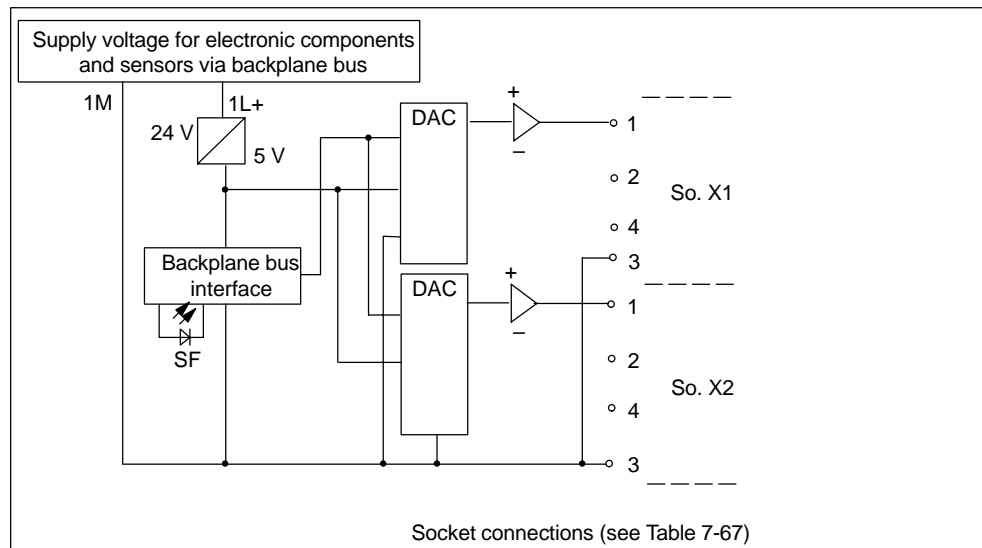 Supply voltage for electronic components
and sensors via backplane bus
1M
1L+
24 V
5 V
DAC
+
–
1
2
4
3
So. X1
Backplane bus
interface
SF
DAC
+
–
1
2
4
3
So. X2
Socket connections (see Table 7-67)